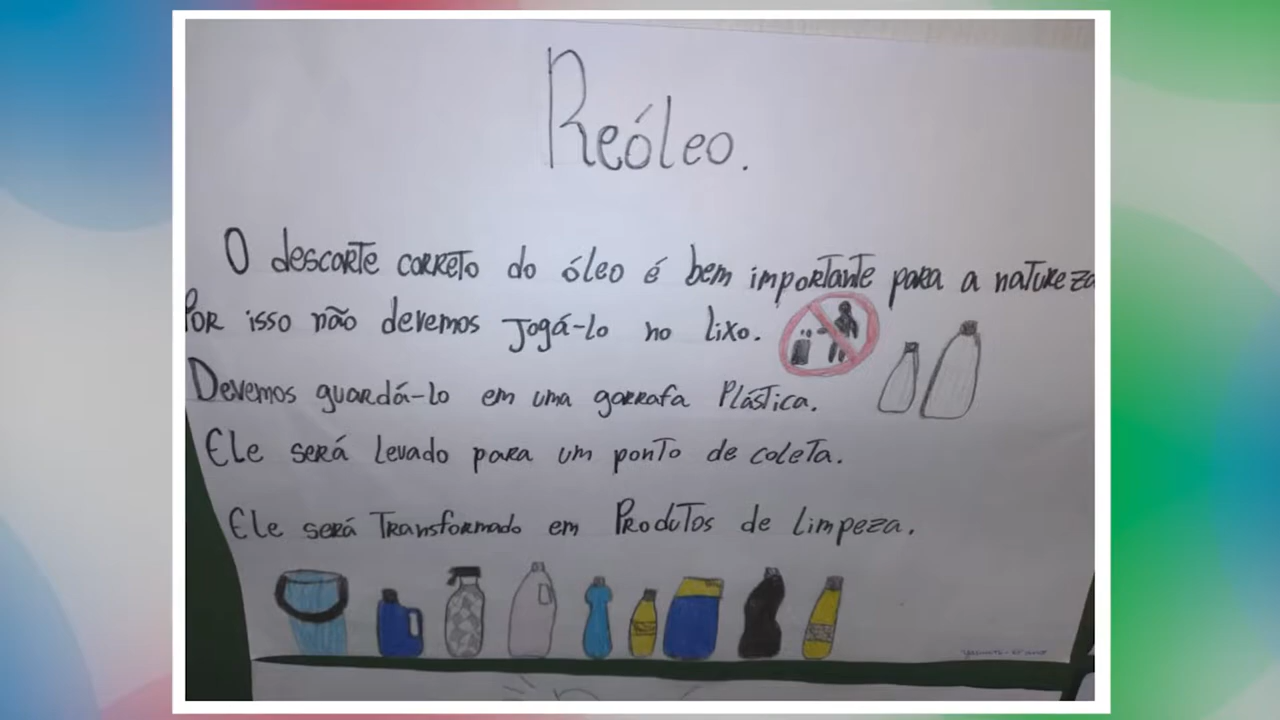 Reóleo.
O descarte correto do óleo é bem importante para a natureza
Por isso não devemos jogá-lo no lixo.
Devemos guardá-lo em uma garrafa Plástica.
Ele será levado para um ponto de coleta.
Ele será Transformado em Produtos de limpeza.